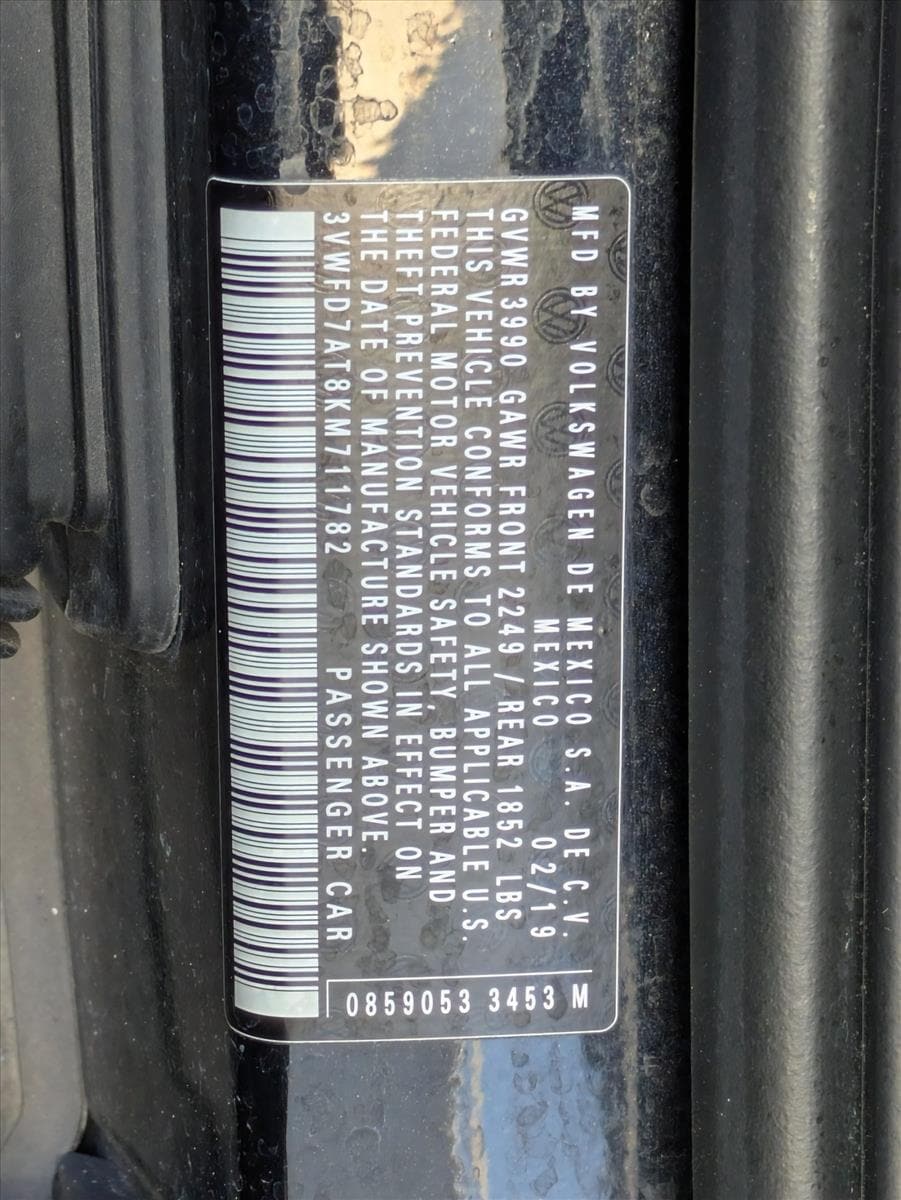 MFD BY VOLKSWAGEN DE MEXICO S.A. DE C.V.
MEXICO 02/19
GVWR 3990 GAWR FRONT 2249 / REAR 1852 LBS
THIS VEHICLE CONFORMS TO ALL APPLICABLE U.S.
FEDERAL MOTOR VEHICLE SAFETY, BUMPER AND
THEFT PREVENTION STANDARDS IN EFFECT ON
THE DATE OF MANUFACTURE SHOWN ABOVE.
3VWFD7AT8KM711782 PASSENGER CAR
0859053 3453 M